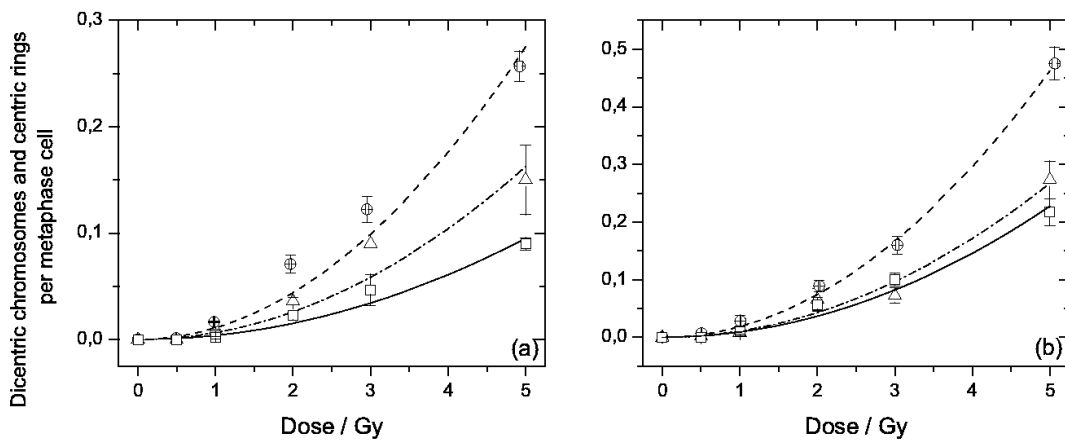 Dicentric chromosomes and centric rings
per metaphase cell
0,3
0,2
0,1
0,0
0 1 2 3 4 5
Dose / Gy
(a)
0,5
0,4
0,3
0,2
0,1
0,0
0 1 2 3 4 5
Dose / Gy
(b)